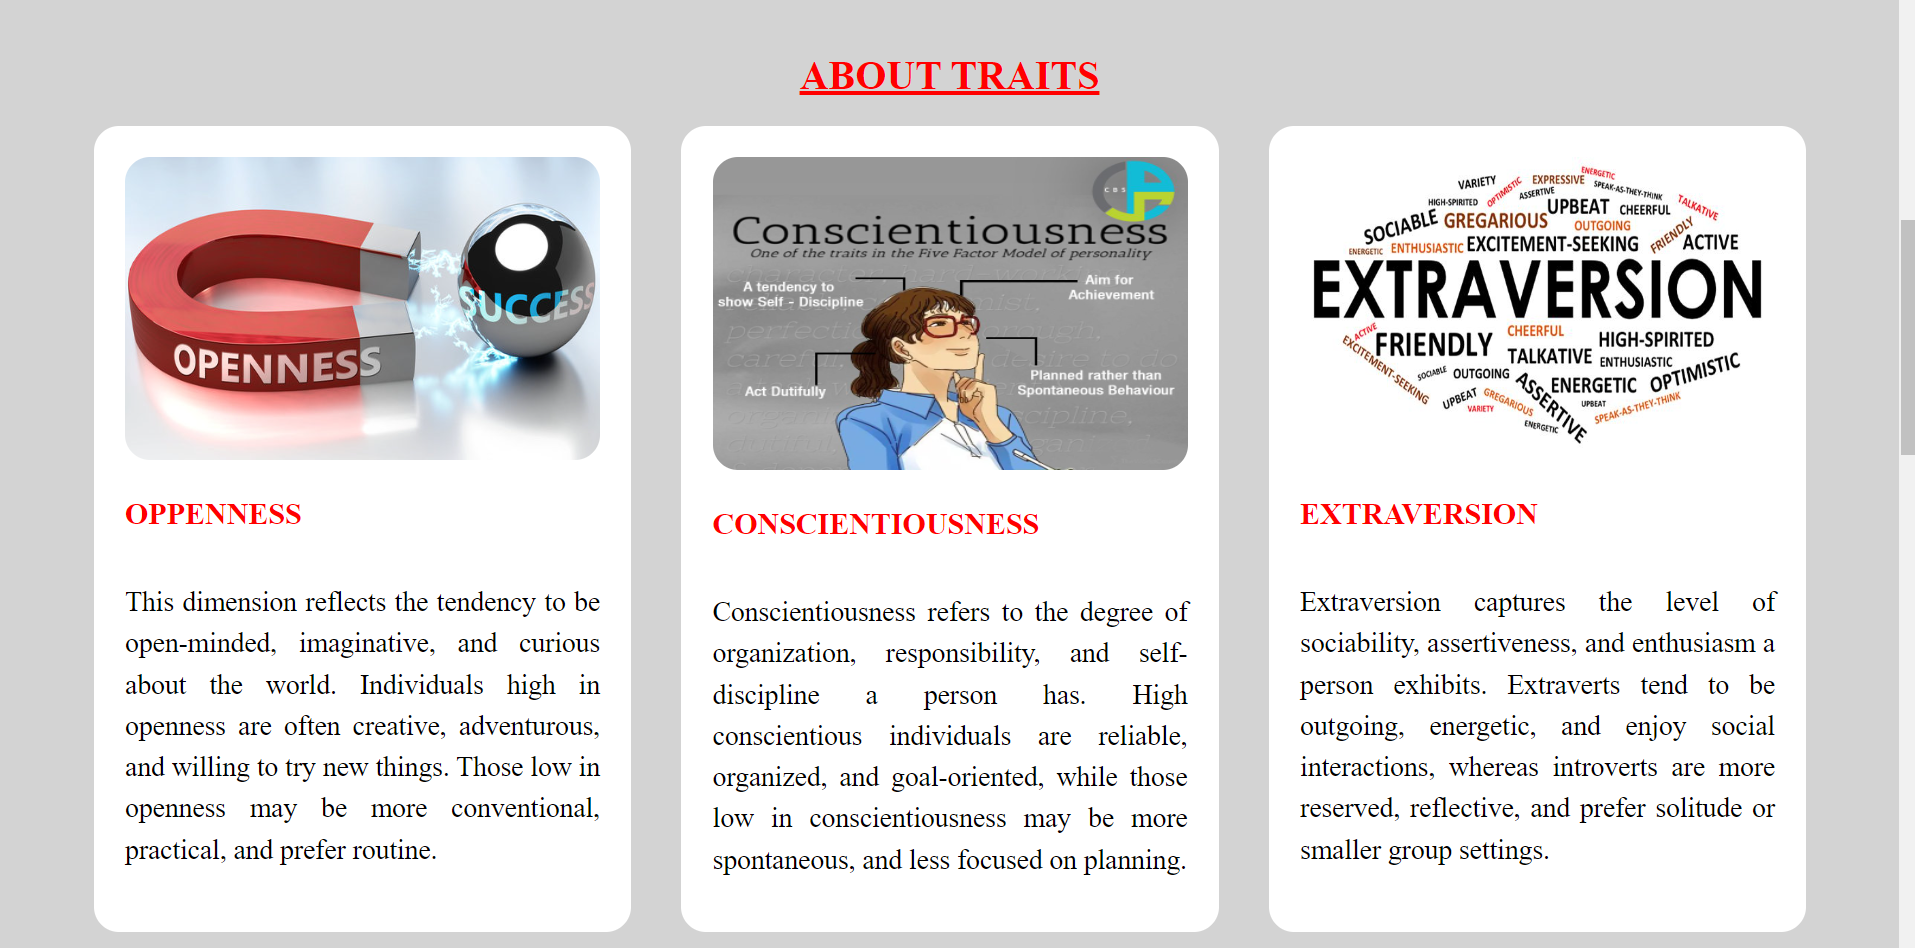 ABOUT TRAITS
OPENNESS
SUCCESS
OPPENNESS
This dimension reflects the tendency to be
open-minded, imaginative, and curious
about the world. Individuals high in
openness are often creative, adventurous,
and willing to try new things. Those low in
openness may be more conventional,
practical, and prefer routine.
CBS
Conscientiousness
One of the traits in the Five Factor Model of personality
A tendency to
show Self - Discipline
Aim for
Achievement
Act Dutifully
Planned rather than
Spontaneous Behaviour
CONSCIENTIOUSNESS
Conscientiousness refers to the degree of
organization, responsibility, and self-
discipline a person has. High
conscientious individuals are reliable,
organized, and goal-oriented, while those
low in conscientiousness may be more
spontaneous, and less focused on planning.
ENERGETIC
VARIETY
OPTIMISTIC
EXPRESSIVE
ASSERTIVE
SPEAK-AS-THEY-THINK
HIGH-SPIRITED
UPBEAT
CHEERFUL
TALKATIVE
SOCIABLE
GREGARIOUS
OUTGOING
FRIENDLY
ENERGETIC
ENTHUSIASTIC
EXCITEMENT-SEEKING
ACTIVE
EXTRAVERSION
ACTIVE
FRIENDLY
CHEERFUL
HIGH-SPIRITED
EXCITEMENT-SEEKING
TALKATIVE
ENTHUSIASTIC
SOCIABLE
OUTGOING
ASSERTIVE
ENERGETIC
OPTIMISTIC
UPBEAT
GREGARIOUS
VARIETY
UPBEAT
SPEAK-AS-THEY-THINK
ENERGETIC
EXTRAVERSION
Extraversion captures the level of
sociability, assertiveness, and enthusiasm a
person exhibits. Extraverts tend to be
outgoing, energetic, and enjoy social
interactions, whereas introverts are more
reserved, reflective, and prefer solitude or
smaller group settings.